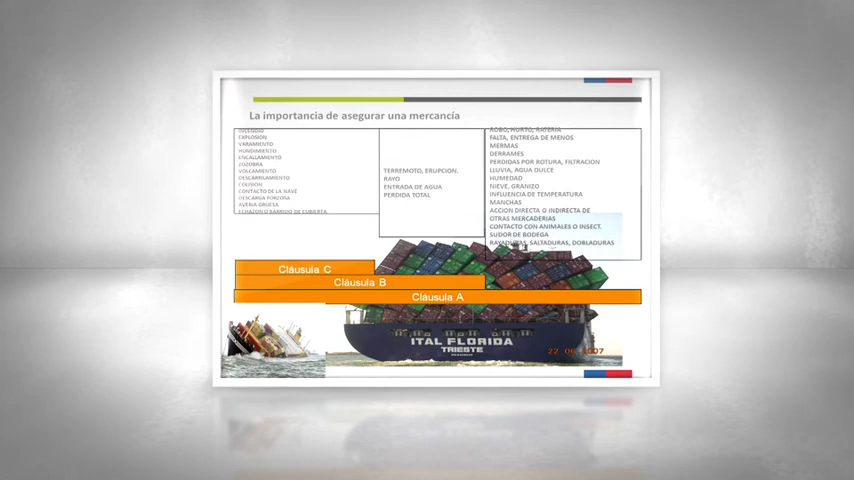 La importancia de asegurar una mercancía
INCENDIO
EXPLOSION
VARAMIENTO
HUNDIMIENTO
ENCALLAMIENTO
ZOZOBRA
VOLCAMIENTO
DESCARRILAMIENTO
COLISION
CONTACTO DE LA NAVE
DESCARGA FORZOSA
AVERIA GRUESA
ECHAZON O BARRIDO DE CUBIERTA
TERREMOTO, ERUPCION.
RAYO
ENTRADA DE AGUA
PERDIDA TOTAL
ROBO, HURTO, RATERIA
FALTA, ENTREGA DE MENOS
MERMAS
DERRAMES
PERDIDAS POR ROTURA, FILTRACION
LLUVIA, AGUA DULCE
HUMEDAD
NIEVE, GRANIZO
INFLUENCIA DE TEMPERATURA
MANCHAS
ACCION DIRECTA O INDIRECTA DE
OTRAS MERCADERIAS
CONTACTO CON ANIMALES O INSECT.
SUDOR DE BODEGA
RAYADURAS, SALTADURAS, DOBLADURAS
Cláusula C
Cláusula B
Cláusula A
ITAL FLORIDA
TRIESTE
22 06 2007